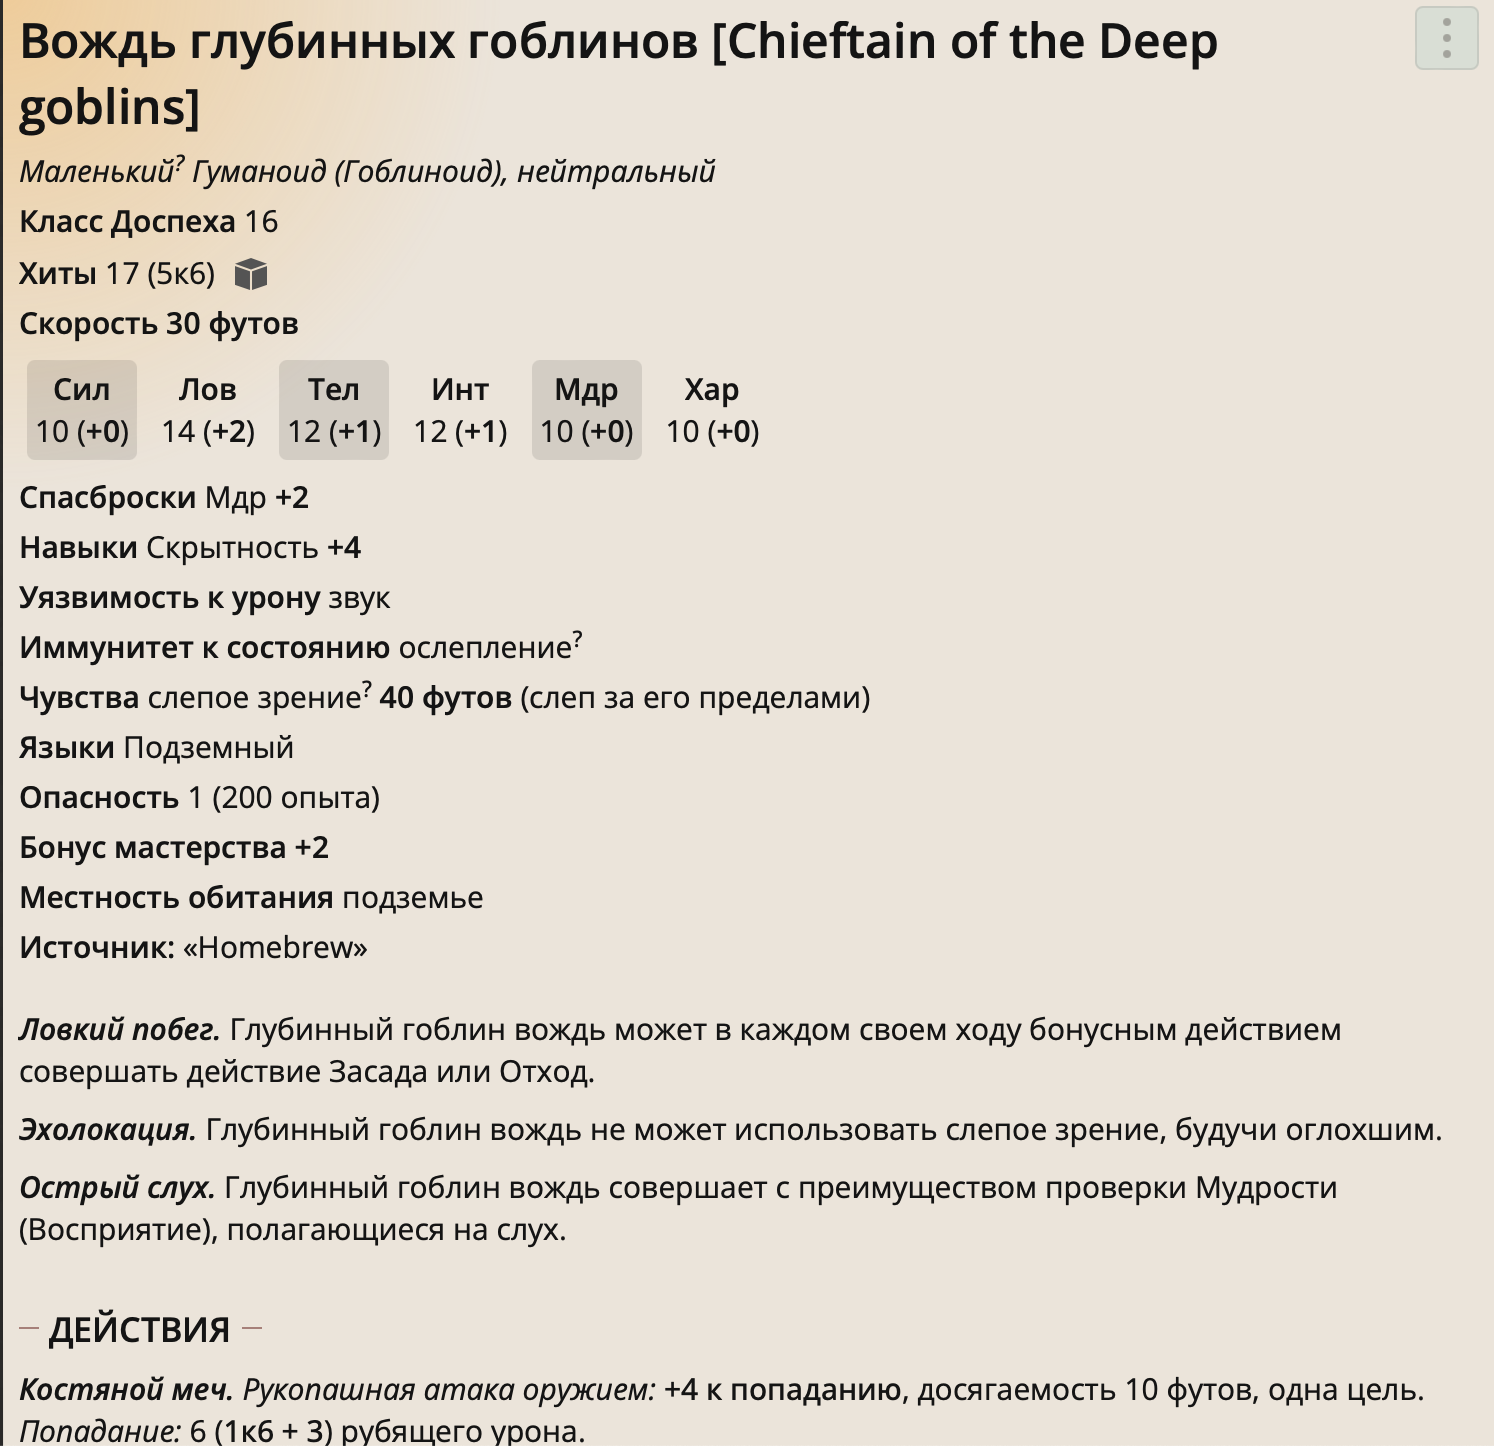 Вождь глубинных гоблинов [Chieftain of the Deep
goblins]
Маленький? Гуманоид (Гоблиноид), нейтральный
Класс Доспеха 16
Хиты 17 (5к6)
Скорость 30 футов
Сил Лов Тел Инт Мдр Хар
10 (+0) 14 (+2) 12 (+1) 12 (+1) 10 (+0) 10 (+0)
Спасброски Мдр +2
Навыки Скрытность +4
Уязвимость к урону звук
Иммунитет к состоянию ослепление?
Чувства слепое зрение? 40 футов (слеп за его пределами)
Языки Подземный
Опасность 1 (200 опыта)
Бонус мастерства +2
Местность обитания подземье
Источник: «Homebrew»
Ловкий побег. Глубинный гоблин вождь может в каждом своем ходу бонусным действием
совершать действие Засада или Отход.
Эхолокация. Глубинный гоблин вождь не может использовать слепое зрение, будучи оглохшим.
Острый слух. Глубинный гоблин вождь совершает с преимуществом проверки Мудрости
(Восприятие), полагающиеся на слух.
— ДЕЙСТВИЯ —
Костяной меч. Рукопашная атака оружием: +4 к попаданию, досягаемость 10 футов, одна цель.
Попадание: 6 (1к6 + 3) рубящего урона.